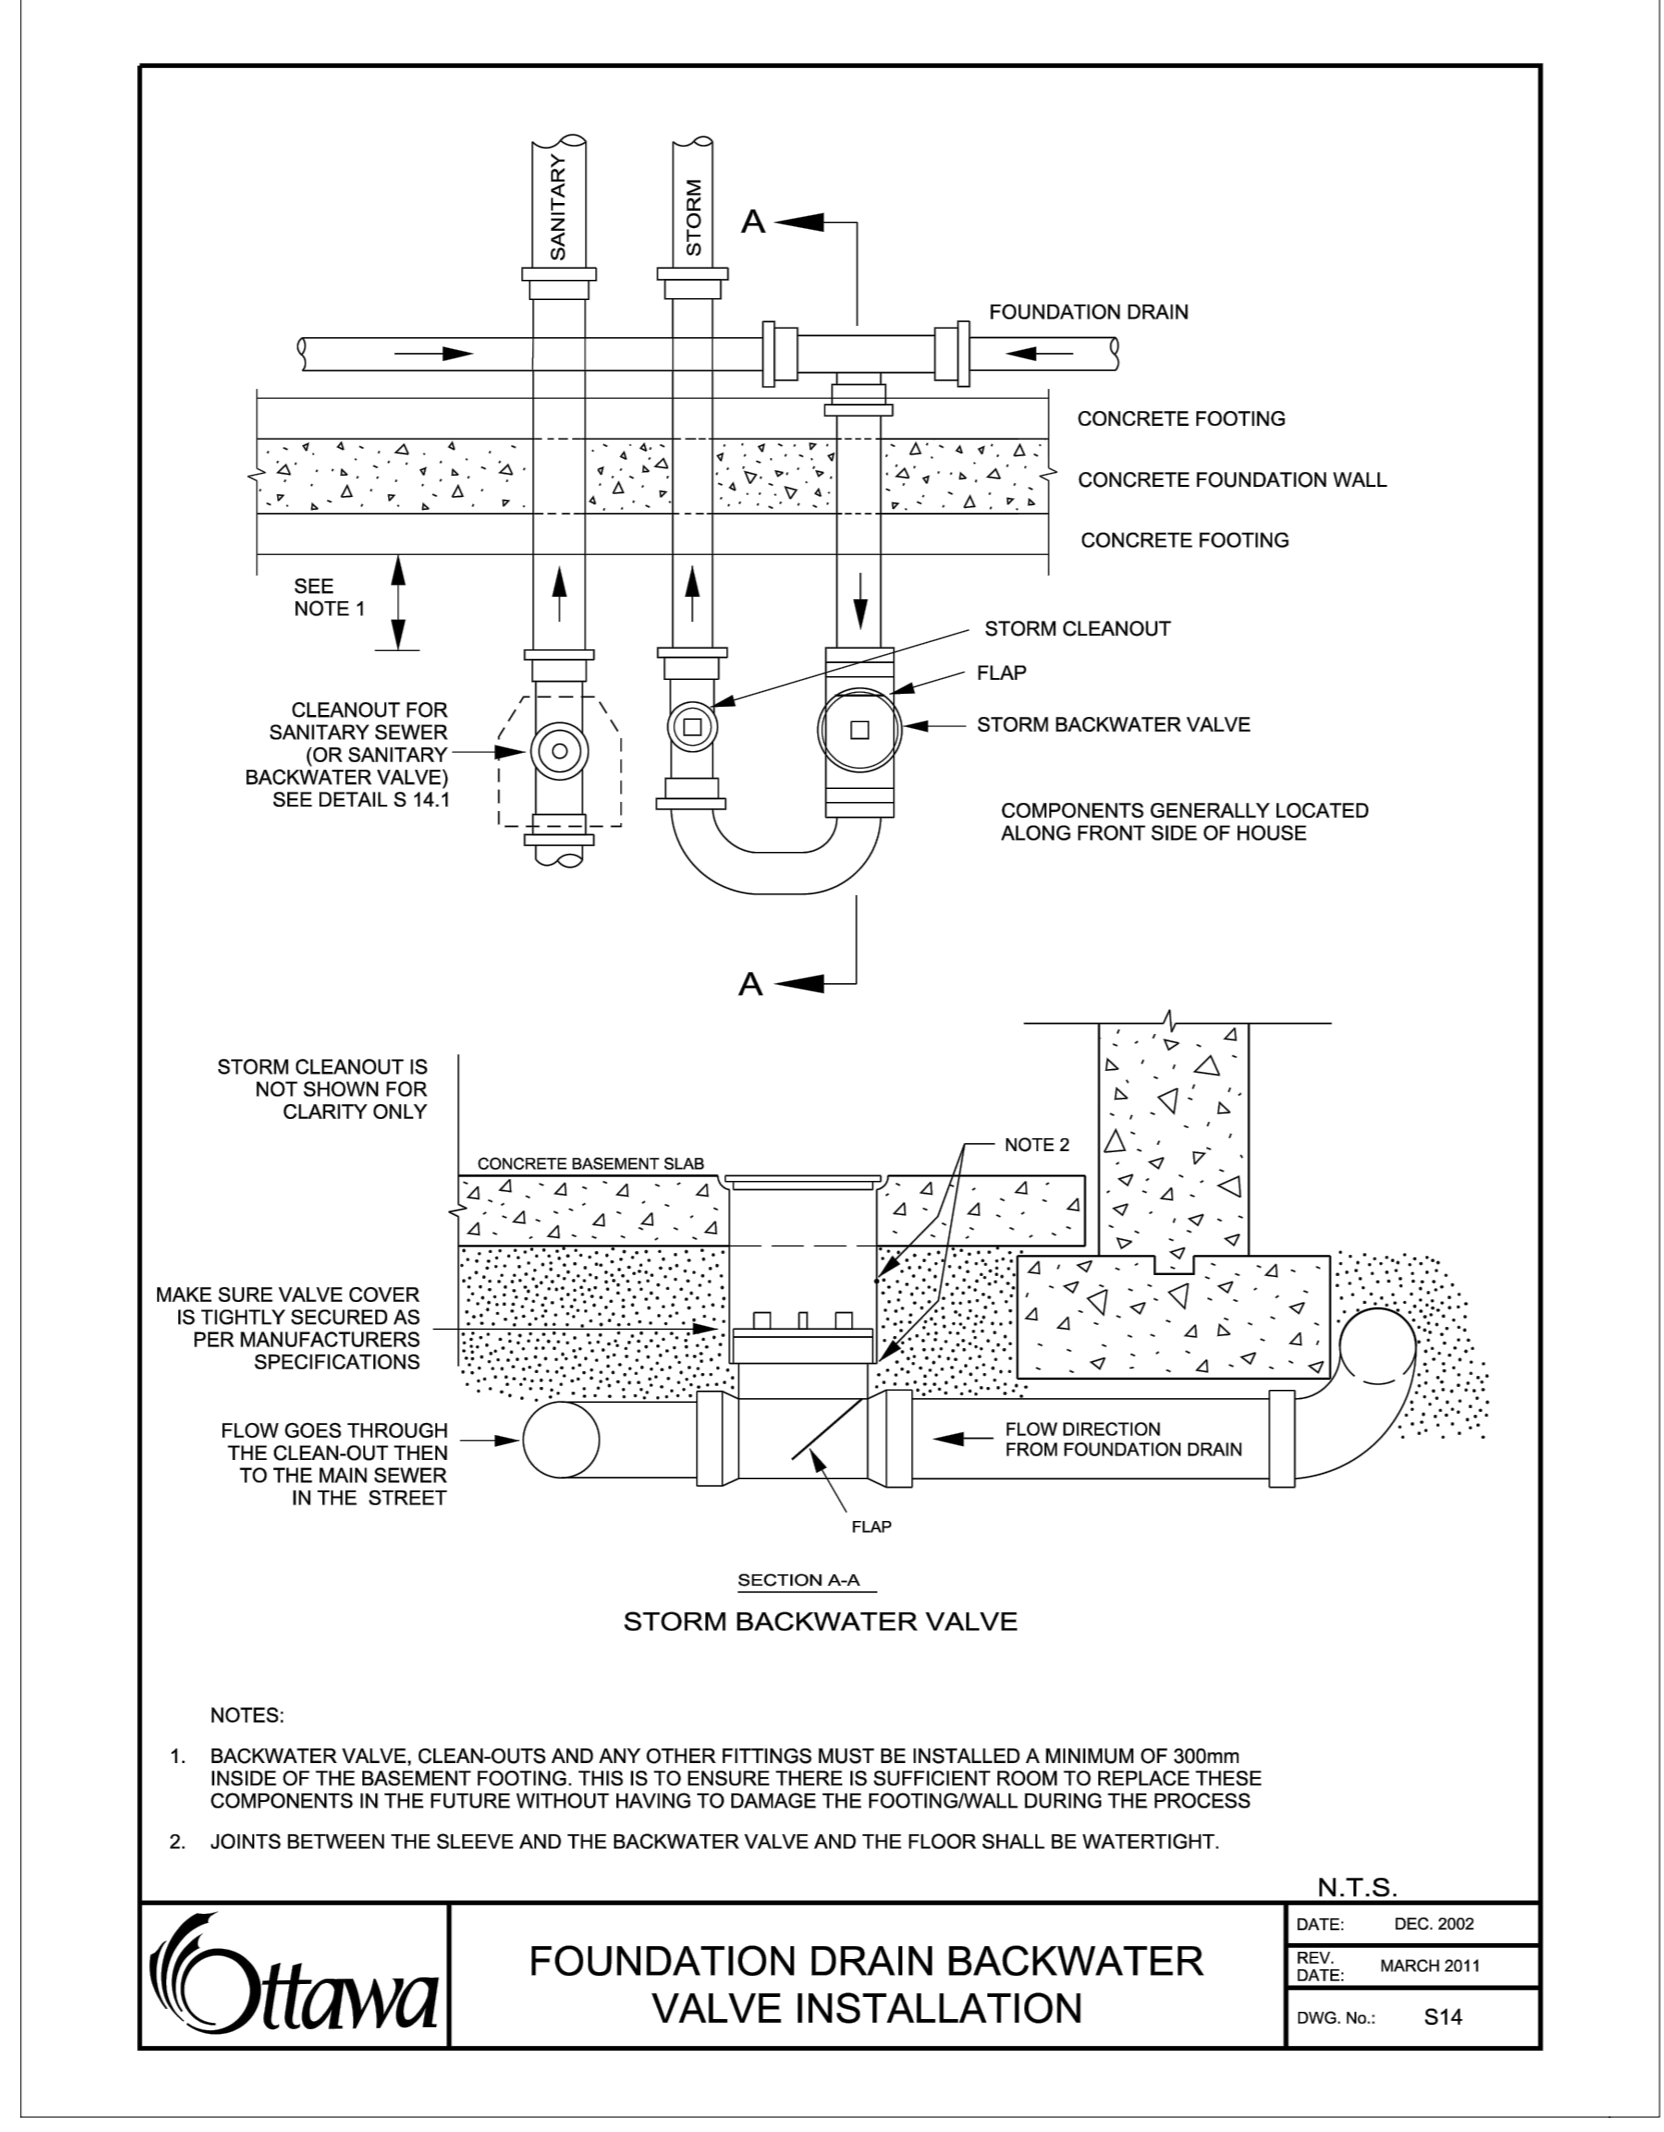 SANITARY
STORM
A
FOUNDATION DRAIN
CONCRETE FOOTING
CONCRETE FOUNDATION WALL
CONCRETE FOOTING
SEE
NOTE 1
STORM CLEANOUT
FLAP
STORM BACKWATER VALVE
CLEANOUT FOR
SANITARY SEWER
(OR SANITARY
BACKWATER VALVE)
SEE DETAIL S 14.1
COMPONENTS GENERALLY LOCATED
ALONG FRONT SIDE OF HOUSE
A
STORM CLEANOUT IS
NOT SHOWN FOR
CLARITY ONLY
NOTE 2
CONCRETE BASEMENT SLAB
MAKE SURE VALVE COVER
IS TIGHTLY SECURED AS
PER MANUFACTURERS
SPECIFICATIONS
FLOW GOES THROUGH
THE CLEAN-OUT THEN
TO THE MAIN SEWER
IN THE STREET
FLOW DIRECTION
FROM FOUNDATION DRAIN
FLAP
SECTION A-A
STORM BACKWATER VALVE
NOTES:
1. BACKWATER VALVE, CLEAN-OUTS AND ANY OTHER FITTINGS MUST BE INSTALLED A MINIMUM OF 300mm
INSIDE OF THE BASEMENT FOOTING. THIS IS TO ENSURE THERE IS SUFFICIENT ROOM TO REPLACE THESE
COMPONENTS IN THE FUTURE WITHOUT HAVING TO DAMAGE THE FOOTING/WALL DURING THE PROCESS
2. JOINTS BETWEEN THE SLEEVE AND THE BACKWATER VALVE AND THE FLOOR SHALL BE WATERTIGHT.
N.T.S.
Ottawa
FOUNDATION DRAIN BACKWATER
VALVE INSTALLATION
DATE: DEC. 2002
REV.
DATE: MARCH 2011
DWG. No.: S14